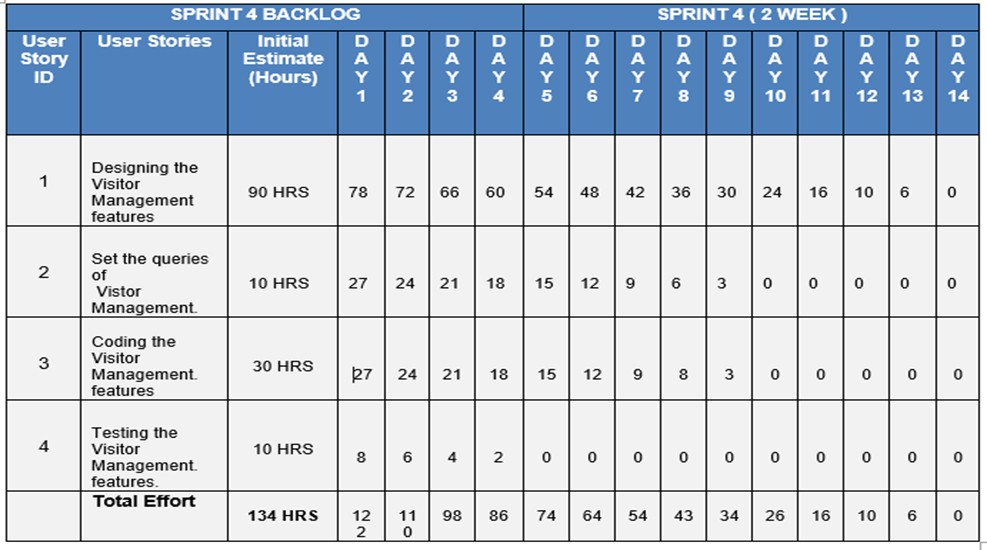 SPRINT 4 BACKLOG SPRINT 4 ( 2 WEEK )
User Story ID User Stories Initial Estimate (Hours) DAY 1 DAY 2 DAY 3 DAY 4 DAY 5 DAY 6 DAY 7 DAY 8 DAY 9 DAY 10 DAY 11 DAY 12 DAY 13 DAY 14
1 Designing the Visitor Management features 90 HRS 78 72 66 60 54 48 42 36 30 24 16 10 6 0
2 Set the queries of Vistor Management. 10 HRS 27 24 21 18 15 12 9 6 3 0 0 0 0 0
3 Coding the Visitor Management. features 30 HRS 27 24 21 18 15 12 9 8 3 0 0 0 0 0
4 Testing the Visitor Management. features. 10 HRS 8 6 4 2 0 0 0 0 0 0 0 0 0 0
Total Effort 134 HRS 122 110 98 86 74 64 54 43 34 26 16 10 6 0